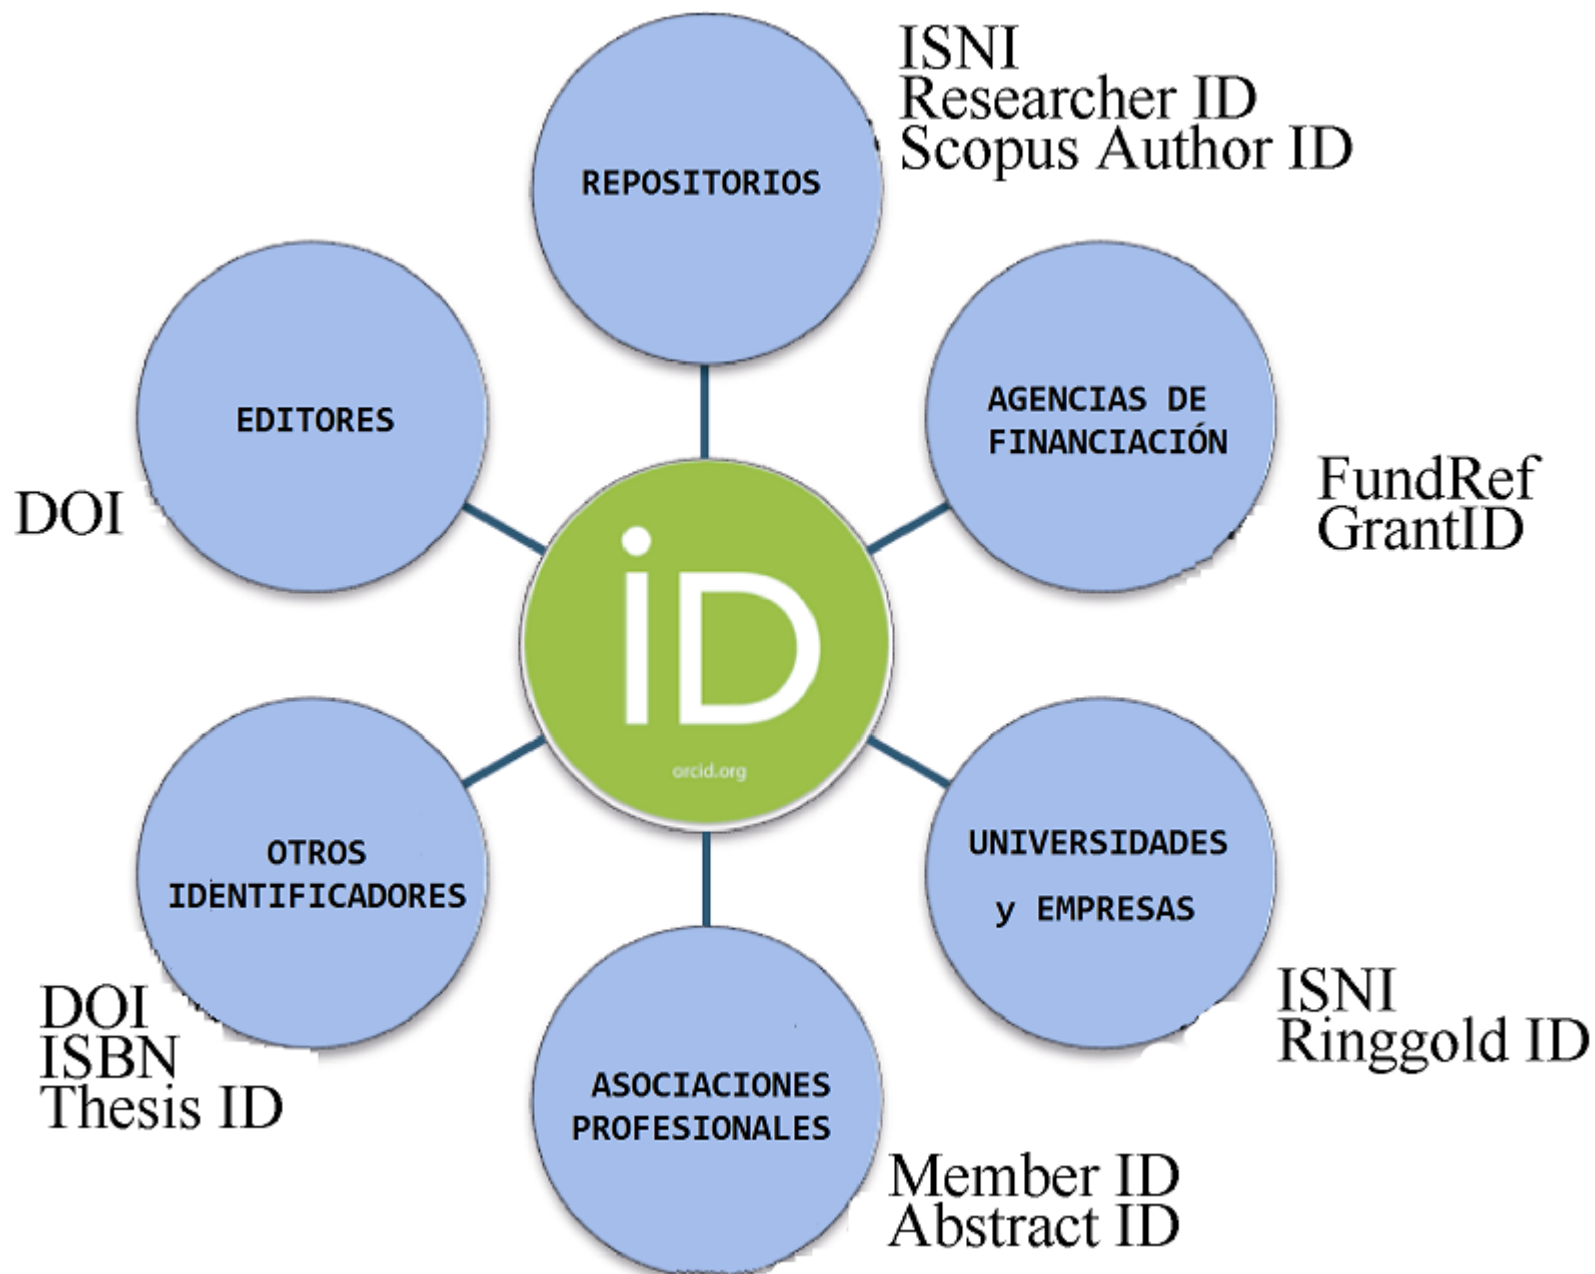 ISNI
Researcher ID
Scopus Author ID
REPOSITORIOS
EDITORES
DOI
AGENCIAS DE
FINANCIACIÓN
FundRef
GrantID
iD
orcid.org
OTROS
IDENTIFICADORES
DOI
ISBN
Thesis ID
UNIVERSIDADES
y EMPRESAS
ISNI
Ringgold ID
ASOCIACIONES
PROFESIONALES
Member ID
Abstract ID